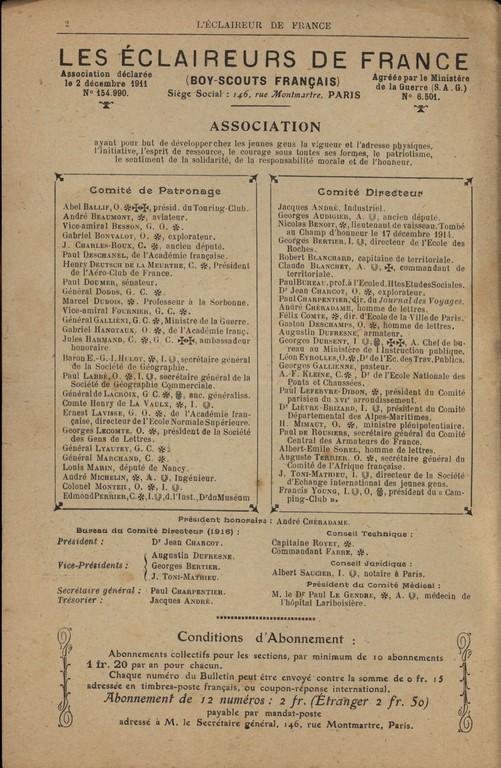 2
L'ÉCLAIREUR DE FRANCE
LES ÉCLAIREURS DE FRANCE
Association déclarée
le 2 décembre 1911
N° 154.990.
(BOY-SCOUTS FRANÇAIS)
Siège Social : 146, rue Montmartre, PARIS
Agréée par le Ministère
de la Guerre (S. A. G.)
N° 6.501.
ASSOCIATION
ayant pour but de développer chez les jeunes gens la vigueur et l'adresse physiques,
l'initiative, l'esprit de ressource, le courage sous toutes ses formes, le patriotisme,
le sentiment de la solidarité, de la responsabilité morale et de l'honneur.
Comité de Patronage
Abel BALLIF, O. présid. du Touring-Club.
André BEAUMONT, aviateur.
Vice-amiral BESSON, G. O.
Gabriel BONVALOT, O. explorateur.
J. CHARLES-ROUX, C. ancien député.
Paul DESCHANEL, de l'Académie française.
Henry DEUTSCH DE LA MEURTHE, C. Président
de l'Aéro-Club de France.
Paul DOUMER, sénateur.
Général DODDS, G. C.
Marcel DUBOIS, Professeur à la Sorbonne.
Vice-amiral FOURNIER, G. C.
Général GALLIÉNI, G. C. Ministre de la Guerre.
Gabriel HANOTAUX, O. de l'Académie franç.
Jules HARMAND, C. G C. ambassadeur
honoraire
Baron E.-G.-J. HULOT, I. secrétaire général
de la Société de Géographie.
Paul LABBÉ, O. I. secrétaire général de la
Société de Géographie Commerciale.
Général DE LACROIX, G C. anc. généraliss.
Comte Henry de LA VAULX, I.
Ernest LAVISSE, G. O. de l'Académie fran-
çaise, directeur de l'Ecole Normale Supérieure.
Georges LECOMTE, O. président de la Société
des Gens de Lettres.
Général LYAUTEY, G. C.
Général MARCHAND, C.
Louis MARIN, député de Nancy.
André MICHELIN, A. Ingénieur.
Colonel MONTEIL, O. I.
Edmond PERRIER, C. I. d. l'Inst., Dr du Muséum
Comité Directeur
Jacques ANDRÉ, Industriel.
Georges AUDIGIER, A. ancien député.
Nicolas BENOIT, lieutenant de vaisseau. Tombé
au Champ d'honneur le 17 décembre 1914.
Georges BERTIER, I. directeur de l'Ecole des
Roches.
Robert BLANCHARD, capitaine de territoriale.
Claude BLANCHET, A. commandant de
territoriale.
Paul BUREAU, prof. à l'Ecole d. Htes Etudes Sociales.
Dr Jean CHARCOT, O. explorateur.
Paul CHARPENTIER, dir. du Journal des Voyages.
André CHÉRADAME, homme de lettres.
Félix COMTE, dir. de l'Ecole de la Ville de Paris.
Gaston DESCHAMPS, O. homme de lettres.
Augustin DUFRESNE, armateur.
Georges DURSENT, I. A. Chef de bu-
reau au Ministère de l'Instruction publique.
Léon EYROLLES, O. Dr de l'Ec. des Trav. Publics.
Georges GALLIENNE, pasteur.
A.-F. KLEINE, C. Dr de l'Ecole Nationale des
Ponts et Chaussées.
Paul LEFEBVRE-DIBON, président du Comité
parisien du XVIe arrondissement.
Dr LIÈVRE-BRIZARD, I. président du Comité
Départemental des Alpes-Maritimes.
H. MIMAUT, O. ministre plénipotentiaire.
Paul DE ROUSIERS, secrétaire général du Comité
Central des Armateurs de France.
Albert-Émile SOREL, homme de lettres.
Auguste TERRIER, O. secrétaire général du
Comité de l'Afrique française.
J. TONI-MATHIEU, I. directeur de la Société
d'Echange international des jeunes gens.
Francis YOUNG, I. O, président du « Cam-
ping-Club ».
Président honoraire : André CHÉRADAME.
Bureau du Comité Directeur (1916) :
Président : Dr Jean CHARCOT.
Vice-Présidents :
Augustin DUFRESNE.
Georges BERTIER.
J. TONI-MATHIEU.
Secrétaire général : Paul CHARPENTIER.
Trésorier : Jacques ANDRÉ.
Conseil Technique :
Capitaine ROYET,
Commandant FABRE,
Conseil Juridique :
Albert SAUCIER, I. notaire à Paris.
Président du Comité Médical :
M. le Dr Paul LE GENDRE, A. médecin de
l'hôpital Lariboisière.
Conditions d'Abonnement :
Abonnements collectifs pour les sections, par minimum de 10 abonnements
1 fr. 20 par an pour chacun.
Chaque numéro du Bulletin peut être envoyé contre la somme de 0 fr. 15
adressée en timbres-poste français, ou coupon-réponse international.
Abonnement de 12 numéros : 2 fr. (Étranger 2 fr. 50)
payable par mandat-poste
adressé à M. le Secrétaire général, 146, rue Montmartre, Paris.